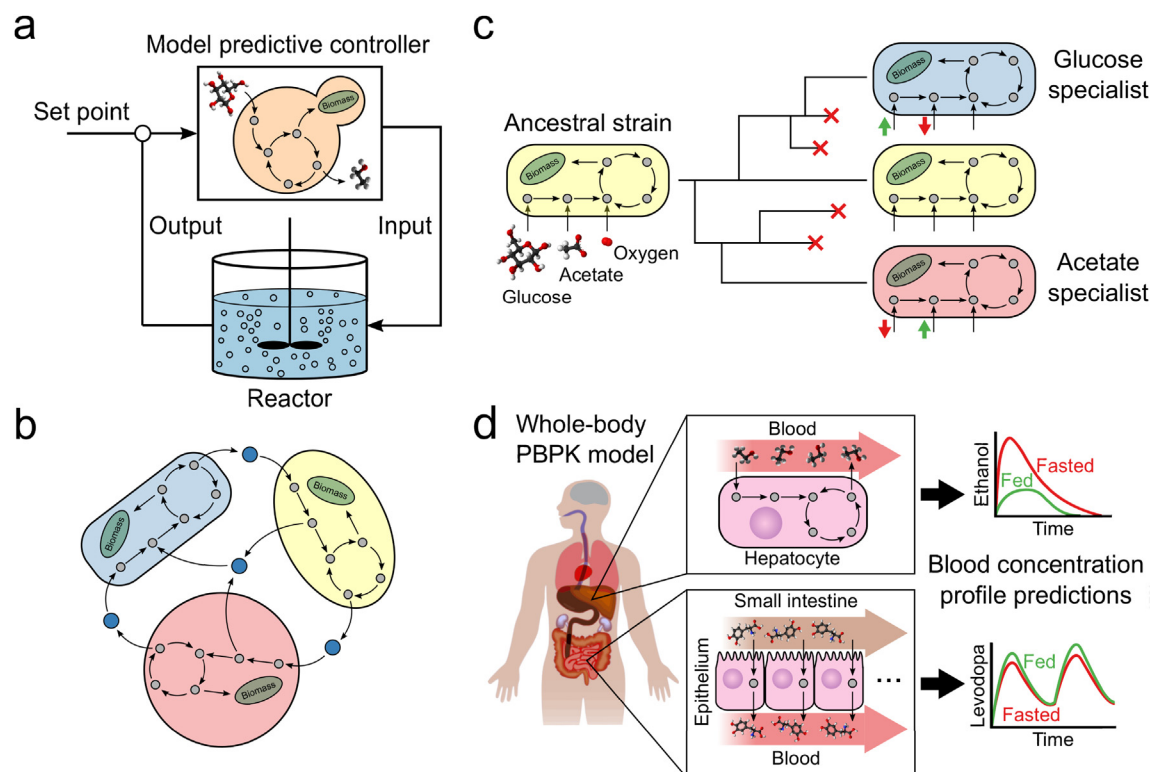 a
Model predictive controller
Set point
Biomass
Output
Input
Reactor
b
Biomass
Biomass
Biomass
c
Ancestral strain
Biomass
Glucose
Acetate
Oxygen
Biomass
Glucose
specialist
Biomass
Biomass
Acetate
specialist
d
Whole-body
PBPK model
Blood
Hepatocyte
Ethanol
Fasted
Fed
Time
Blood concentration
profile predictions
Small intestine
Epithelium
...
Blood
Levodopa
Fed
Fasted
Time